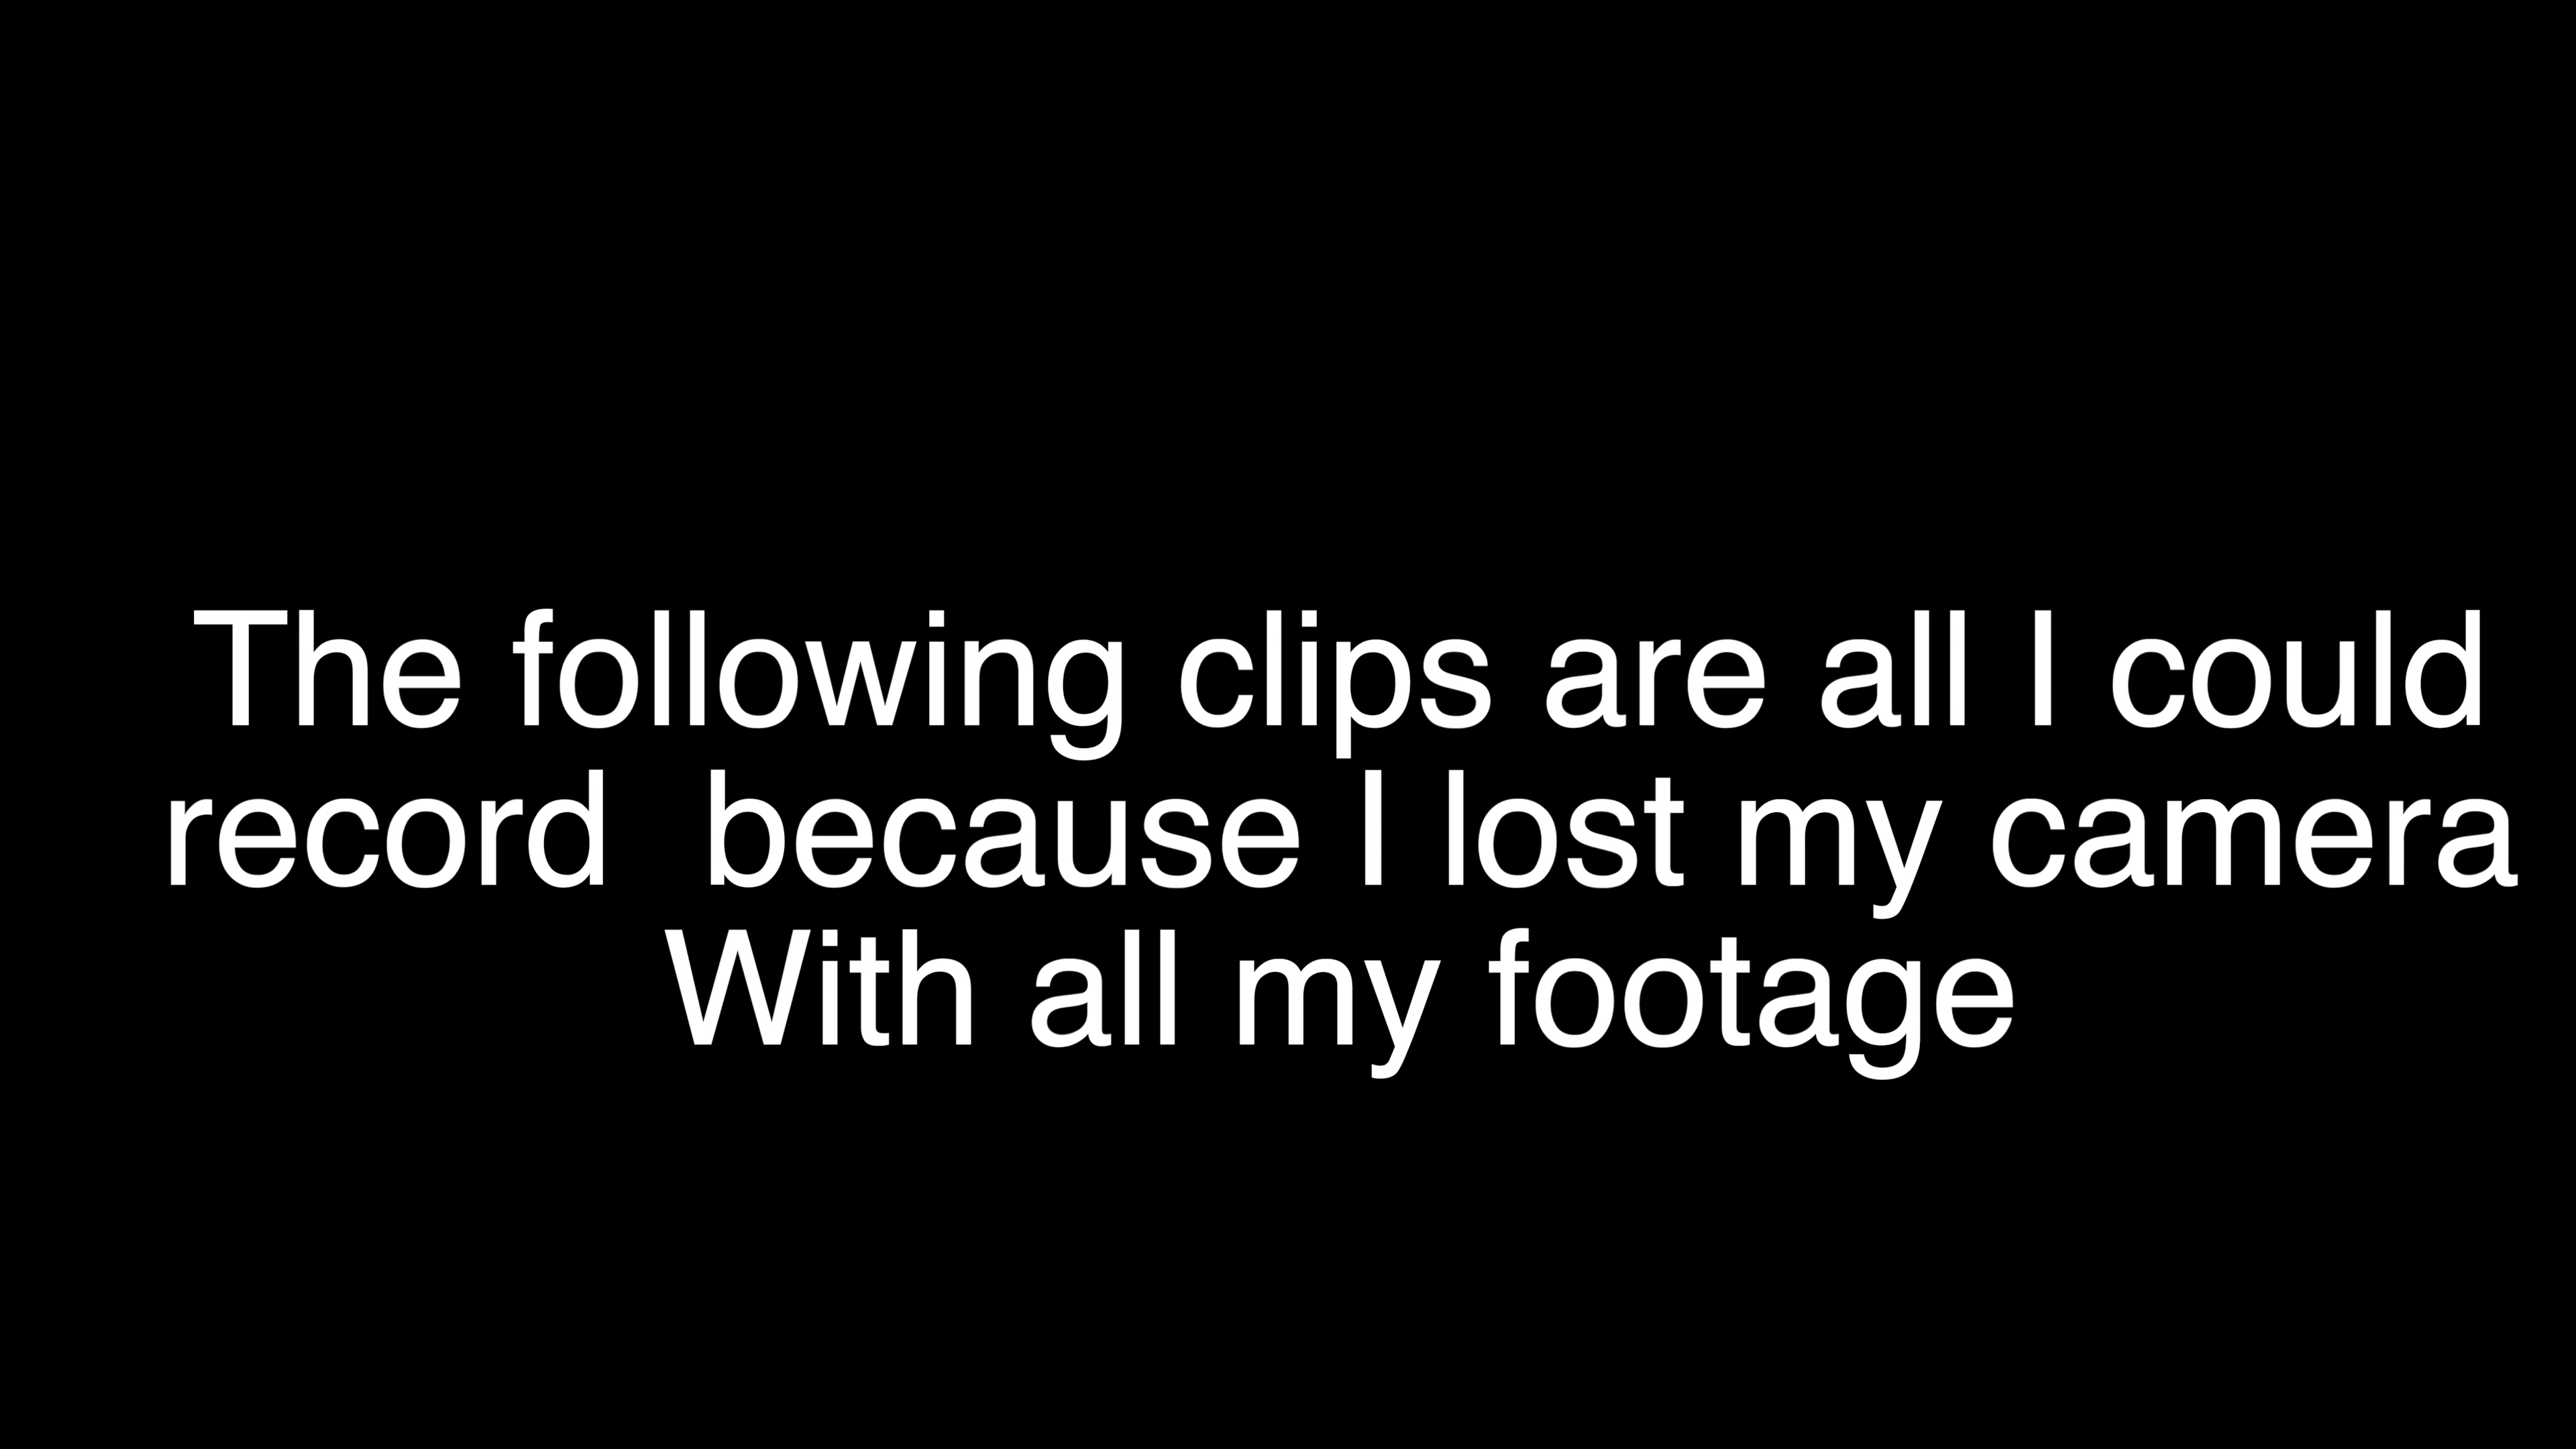 The following clips are all I could
record  because I lost my camera
With all my footage